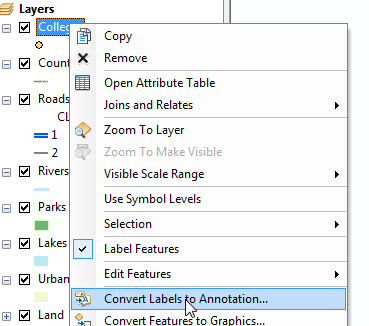 Layers
Colleg
Copy
Remove
Count
Open Attribute Table
Roads
Joins and Relates
CL
Zoom To Layer
1
2
Zoom To Make Visible
Rivers
Visible Scale Range
Use Symbol Levels
Parks
Selection
Lakes
Label Features
Edit Features
Urban
Convert Labels to Annotation...
Land
Convert Features to Graphics...